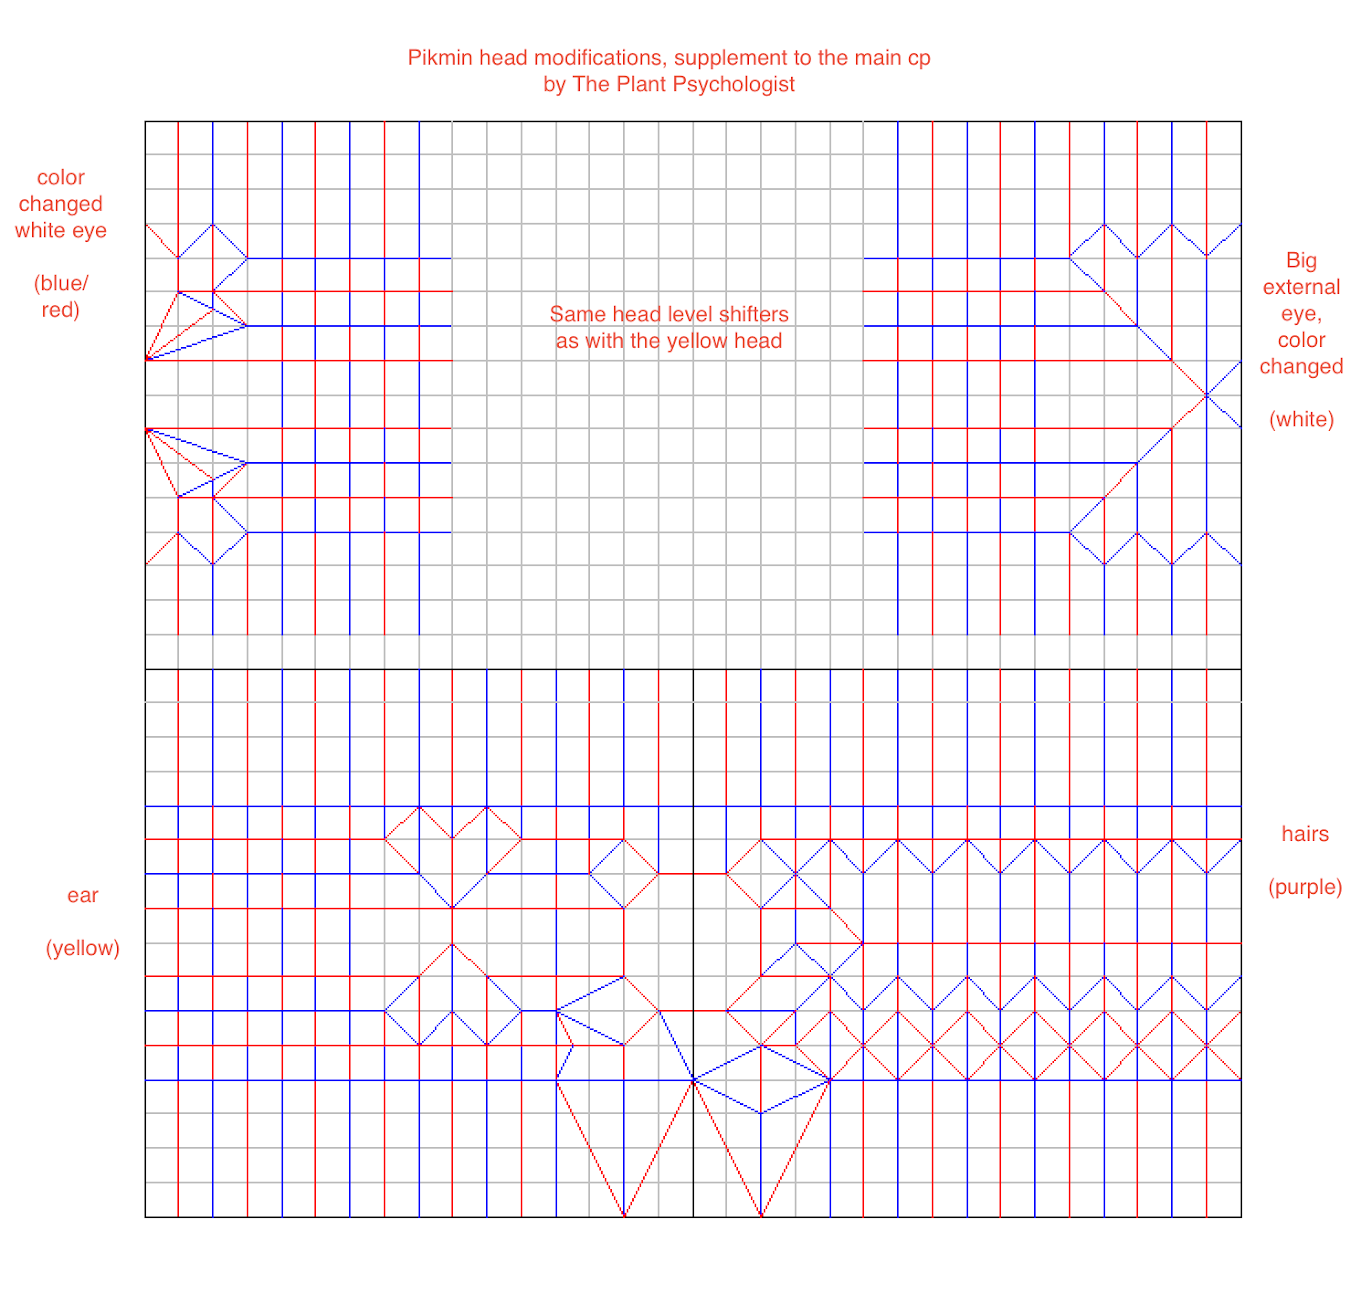 Pikmin head modifications, supplement to the main cp
by The Plant Psychologist
color
changed
white eye
(blue/
red)
Same head level shifters
as with the yellow head
Big
external
eye,
color
changed
(white)
ear
(yellow)
hairs
(purple)